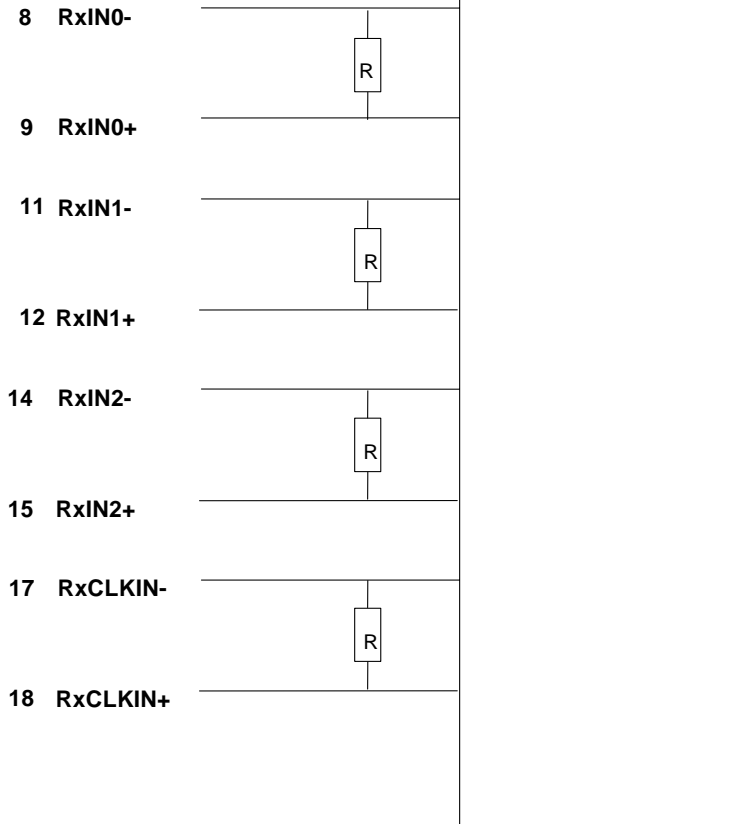 8 RxIN0-
R
9 RxIN0+
11 RxIN1-
R
12 RxIN1+
14 RxIN2-
R
15 RxIN2+
17 RxCLKIN-
R
18 RxCLKIN+